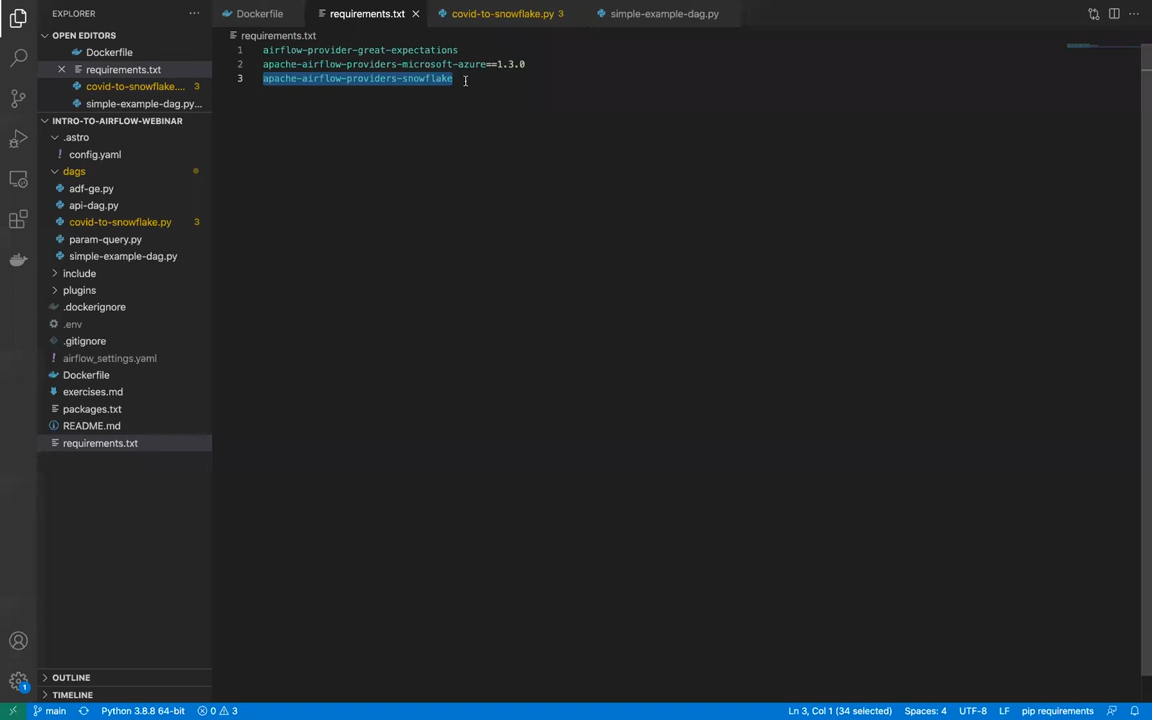 EXPLORER
OPEN EDITORS
Dockerfile
requirements.txt
covid-to-snowflake.... 3
simple-example-dag.py...
INTRO-TO-AIRFLOW-WEBINAR
.astro
! config.yaml
dags
adf-ge.py
api-dag.py
covid-to-snowflake.py 3
param-query.py
simple-example-dag.py
include
plugins
.dockerignore
.env
.gitignore
! airflow_settings.yaml
Dockerfile
exercises.md
packages.txt
README.md
requirements.txt
OUTLINE
TIMELINE
Dockerfile requirements.txt covid-to-snowflake.py 3 simple-example-dag.py
requirements.txt
1 airflow-provider-great-expectations
2 apache-airflow-providers-microsoft-azure==1.3.0
3 apache-airflow-providers-snowflake
1
main Python 3.8.8 64-bit 0 3 Ln 3, Col 1 (34 selected) Spaces: 4 UTF-8 LF pip requirements